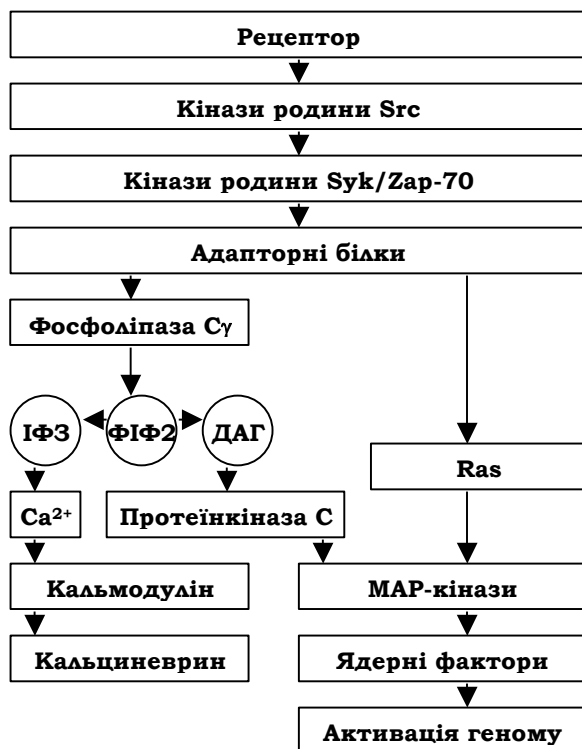 Рецептор
Кінази родини Src
Кінази родини Syk/Zap-70
Адапторні білки
Фосфоліпаза Cγ
ІФ3
ФІФ2
ДАГ
Ras
Ca²⁺
Протеїнкіназа С
Кальмодулін
МАР-кінази
Кальциневрин
Ядерні фактори
Активація геному